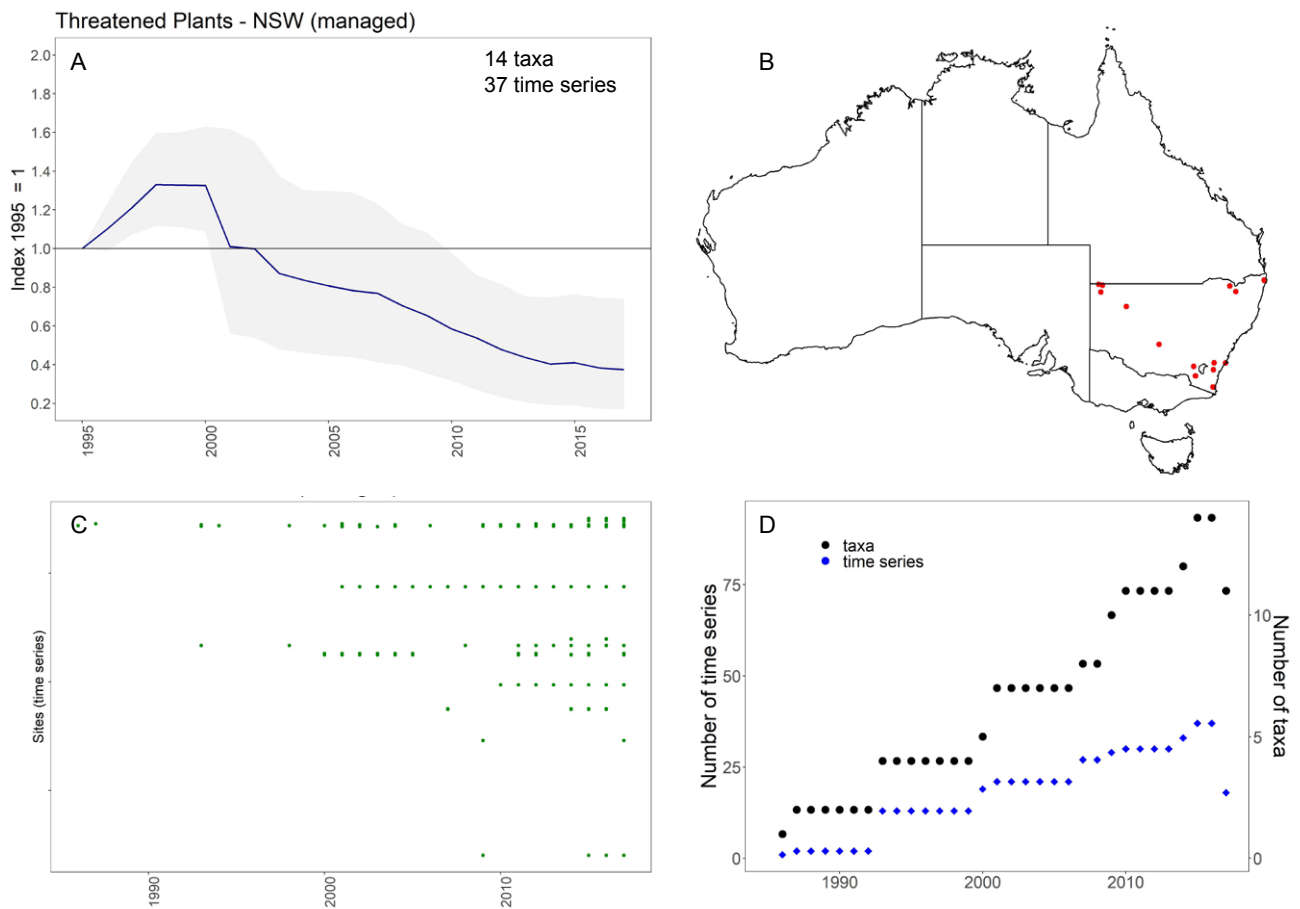 Threatened Plants - NSW (managed)
A
14 taxa
37 time series
Index 1995 = 1
2.0
1.8
1.6
1.4
1.2
1.0
0.8
0.6
0.4
0.2
1995
2000
2005
2010
2015
B
C
Sites (time series)
1990
2000
2010
D
taxa
time series
Number of time series
75
50
25
0
Number of taxa
10
5
0
1990
2000
2010